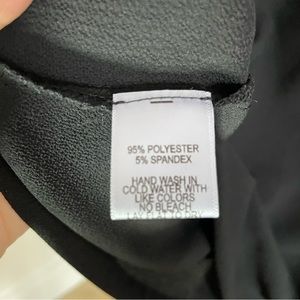 95% POLYESTER
5% SPANDEX
HAND WASH IN
COLD WATER WITH
LIKE COLORS
NO BLEACH
LAY FLAT TO DRY